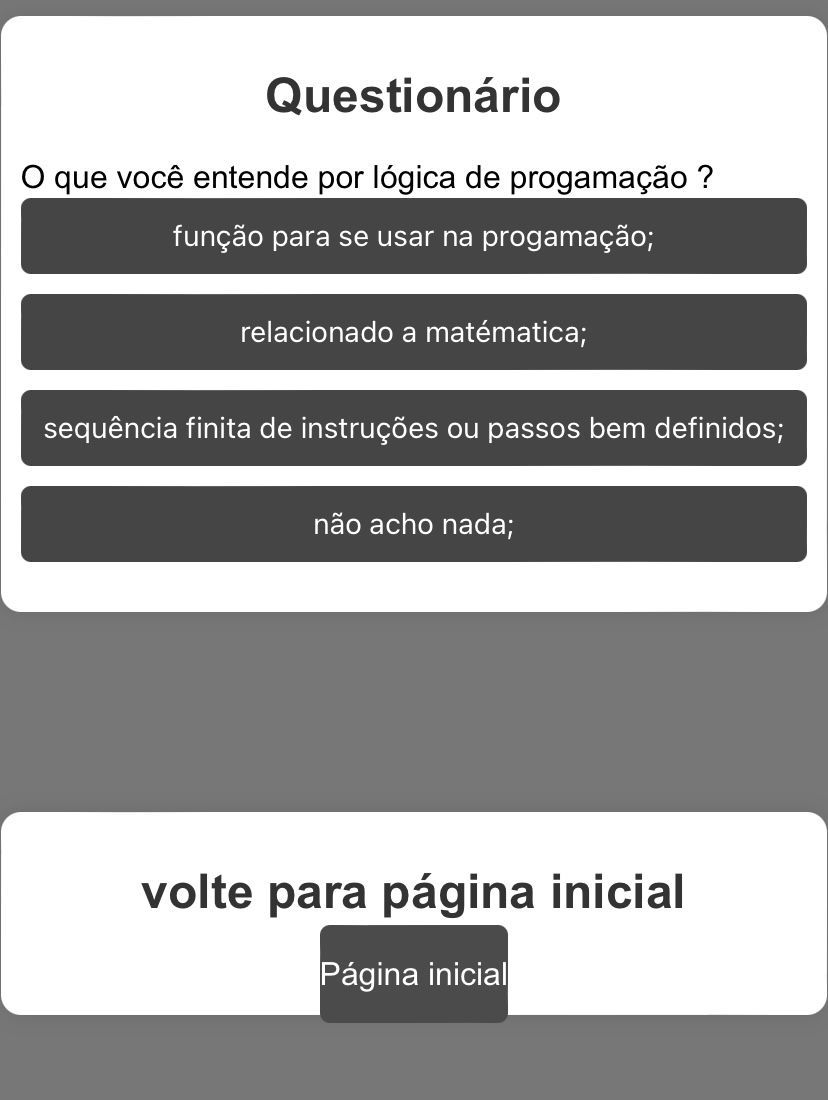 Questionário
O que você entende por lógica de progamação ?
função para se usar na progamação;
relacionado a matématica;
sequência finita de instruções ou passos bem definidos;
não acho nada;
volte para página inicial
Página inicial